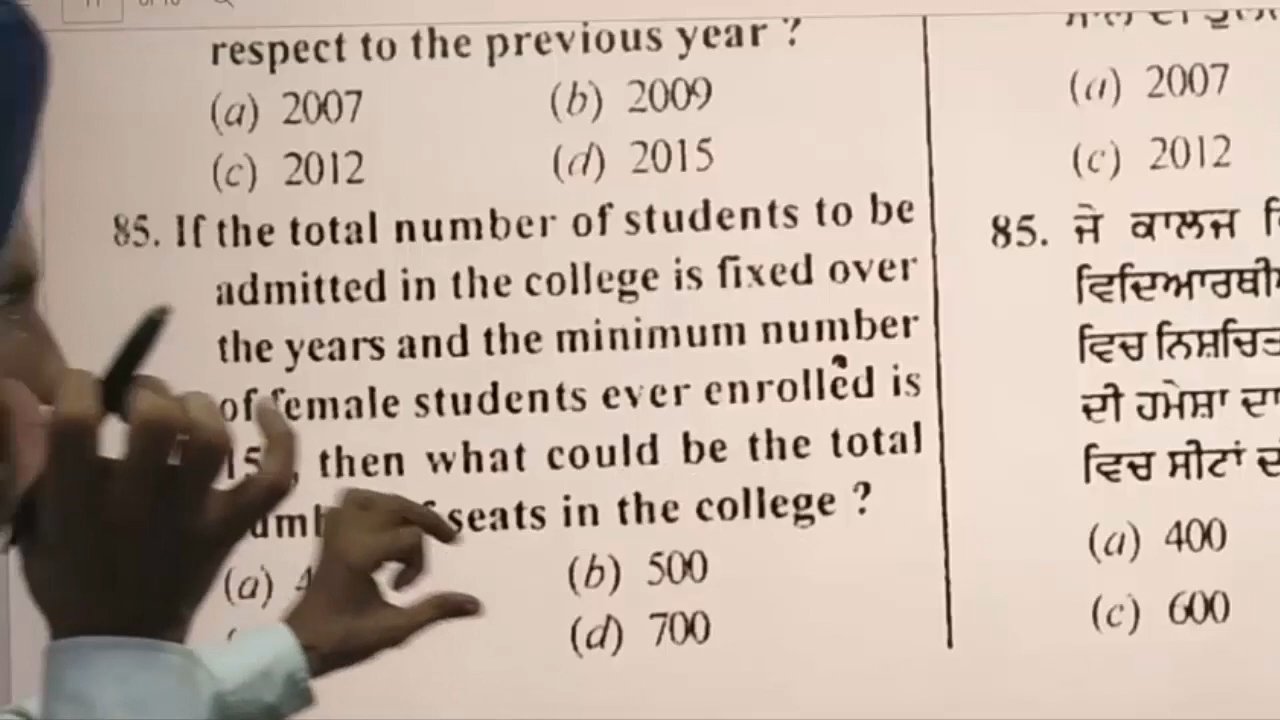 respect to the previous year ?
(a) 2007 (b) 2009
(c) 2012 (d) 2015
85. If the total number of students to be
admitted in the college is fixed over
the years and the minimum number
of female students ever enrolled is
then what could be the total
seats in the college ?
(a) (b) 500
(d) 700
(a) 2007
(c) 2012
85. ਜੇ ਕਾਲਜ
ਵਿਦਿਆਰਥੀ
ਵਿਚ ਨਿਸ਼ਚਿਤ
ਦੀ ਹਮੇਸ਼ਾ ਦਾ
ਵਿਚ ਸੀਟਾਂ ਦ
(a) 400
(c) 600